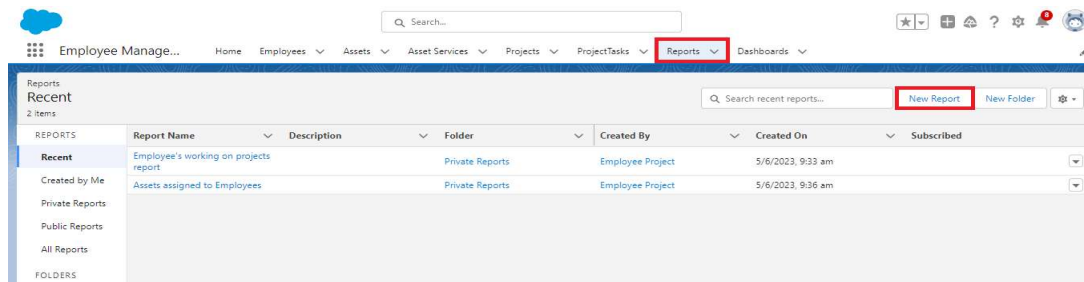 Search...
8
Employee Manage... Home Employees Assets Asset Services Projects ProjectTasks Reports Dashboards
Reports
Recent
2 items
Search recent reports...
New Report
New Folder
REPORTS
Report Name Description Folder Created By Created On Subscribed
Recent
Employee's working on projects
report
Private Reports Employee Project 5/6/2023, 9:33 am
Created by Me
Assets assigned to Employees Private Reports Employee Project 5/6/2023, 9:36 am
Private Reports
Public Reports
All Reports
FOLDERS